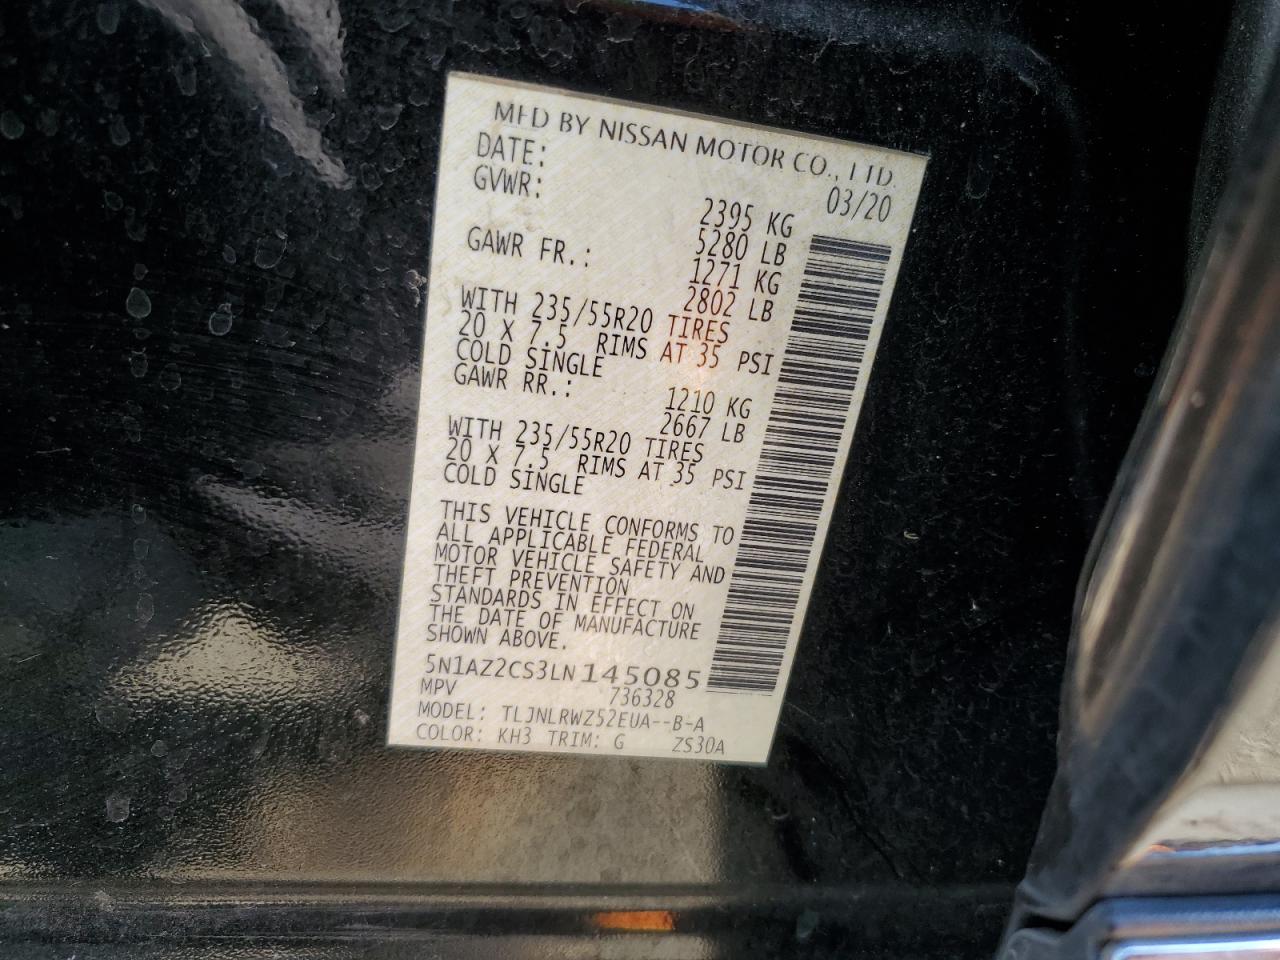 MFD BY NISSAN MOTOR CO., LTD.
DATE: 03/20
GVWR: 2395 KG
5280 LB
GAWR FR.: 1271 KG
2802 LB
WITH 235/55R20 TIRES
20 X 7.5 RIMS AT 35 PSI
COLD SINGLE
GAWR RR.: 1210 KG
2667 LB
WITH 235/55R20 TIRES
20 X 7.5 RIMS AT 35 PSI
COLD SINGLE
THIS VEHICLE CONFORMS TO
ALL APPLICABLE FEDERAL
MOTOR VEHICLE SAFETY AND
THEFT PREVENTION
STANDARDS IN EFFECT ON
THE DATE OF MANUFACTURE
SHOWN ABOVE.
5N1AZ2CS3LN145085
MPV 736328
MODEL: TLJNLRWZ52EUA--B-A
COLOR: KH3 TRIM: G ZS30A